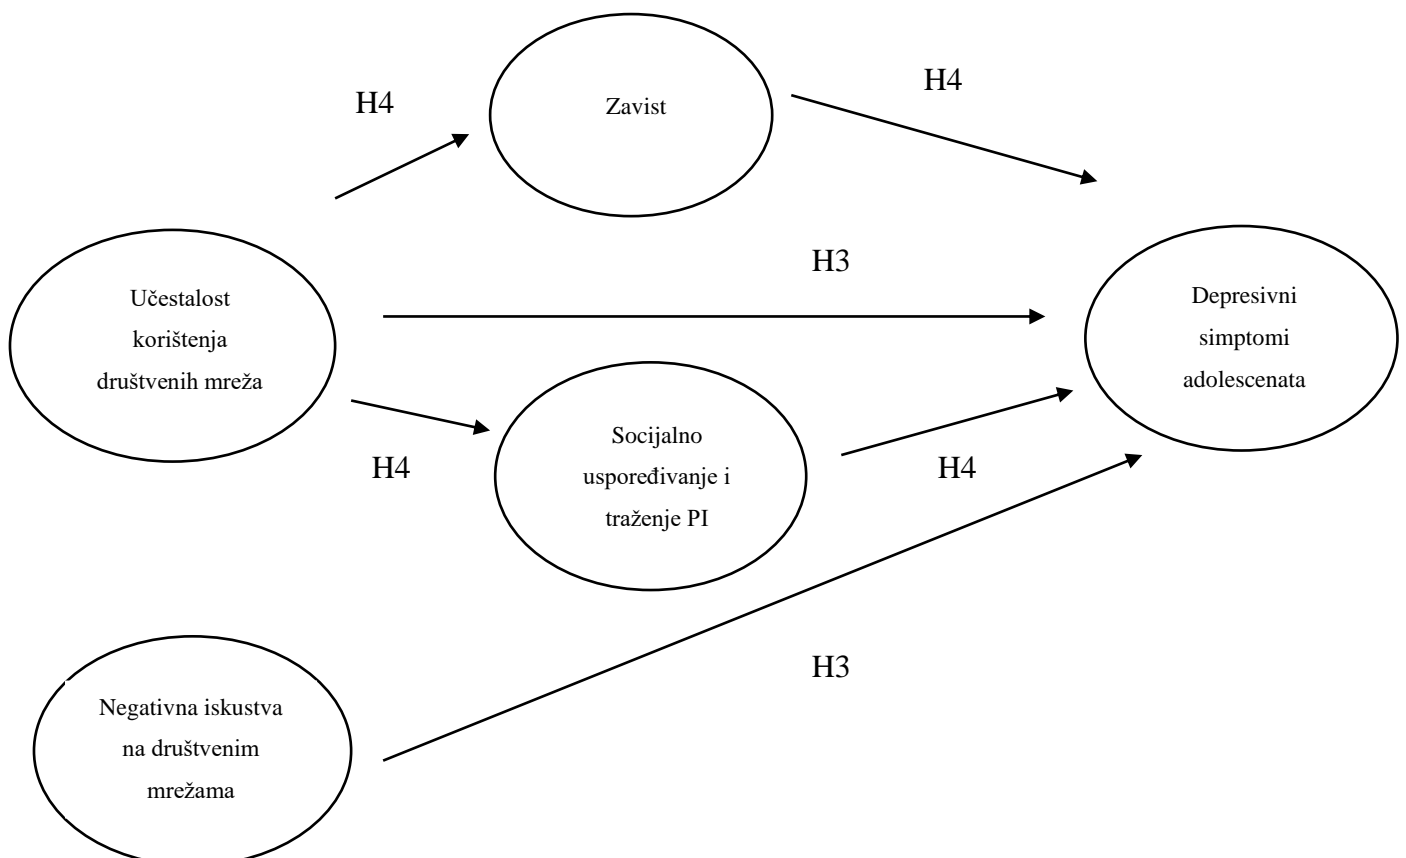 H4
Zavist
H4
H3
Učestalost
korištenja
društvenih mreža
Depresivni
simptomi
adolescenata
H4
Socijalno
uspoređivanje i
traženje PI
H4
H3
Negativna iskustva
na društvenim
mrežama